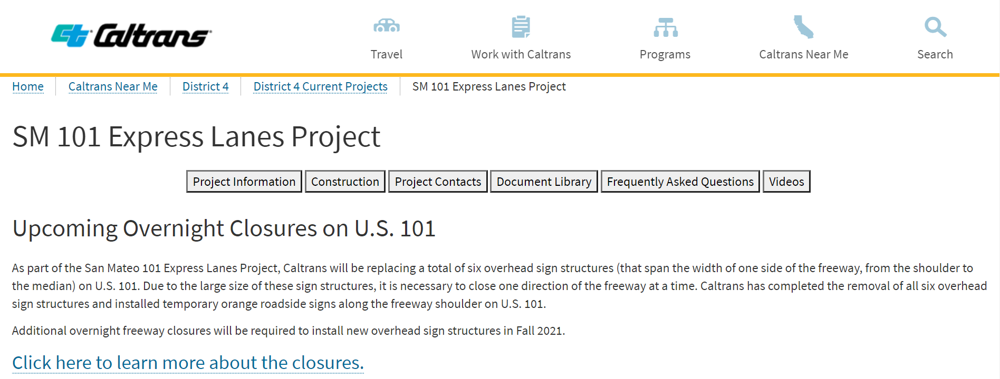 Caltrans
Travel
Work with Caltrans
Programs
Caltrans Near Me
Search
Home
Caltrans Near Me
District 4
District 4 Current Projects
SM 101 Express Lanes Project
SM 101 Express Lanes Project
Project Information
Construction
Project Contacts
Document Library
Frequently Asked Questions
Videos
Upcoming Overnight Closures on U.S. 101
As part of the San Mateo 101 Express Lanes Project, Caltrans will be replacing a total of six overhead sign structures (that span the width of one side of the freeway, from the shoulder to
the median) on U.S. 101. Due to the large size of these sign structures, it is necessary to close one direction of the freeway at a time. Caltrans has completed the removal of all six overhead
sign structures and installed temporary orange roadside signs along the freeway shoulder on U.S. 101.
Additional overnight freeway closures will be required to install new overhead sign structures in Fall 2021.
Click here to learn more about the closures.